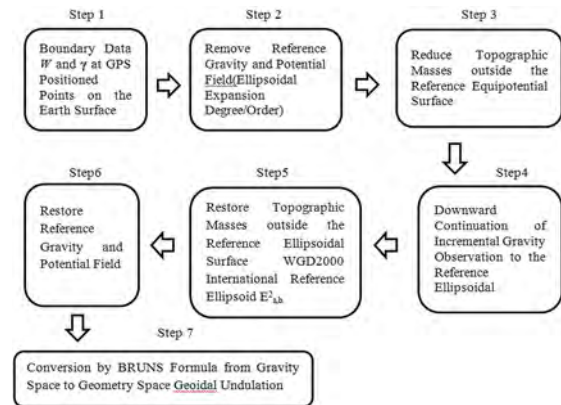 Step 1
Boundary Data
W and γ at GPS
Positioned
Points on the
Earth Surface
Step 2
Remove Reference
Gravity and Potential
Field(Ellipsoidal
Expansion
Degree/Order)
Step 3
Reduce Topographic
Masses outside the
Reference Equipotential
Surface
Step4
Downward
Continuation of
Incremental Gravity
Observation to the
Reference
Ellipsoidal
Step5
Restore Topographic
Masses outside the
Reference Ellipsoidal
Surface WGD2000
International Reference
Ellipsoid E²a,b
Step6
Restore
Reference
Gravity and
Potential Field
Step 7
Conversion by BRUNS Formula from Gravity
Space to Geometry Space Geoidal Undulation